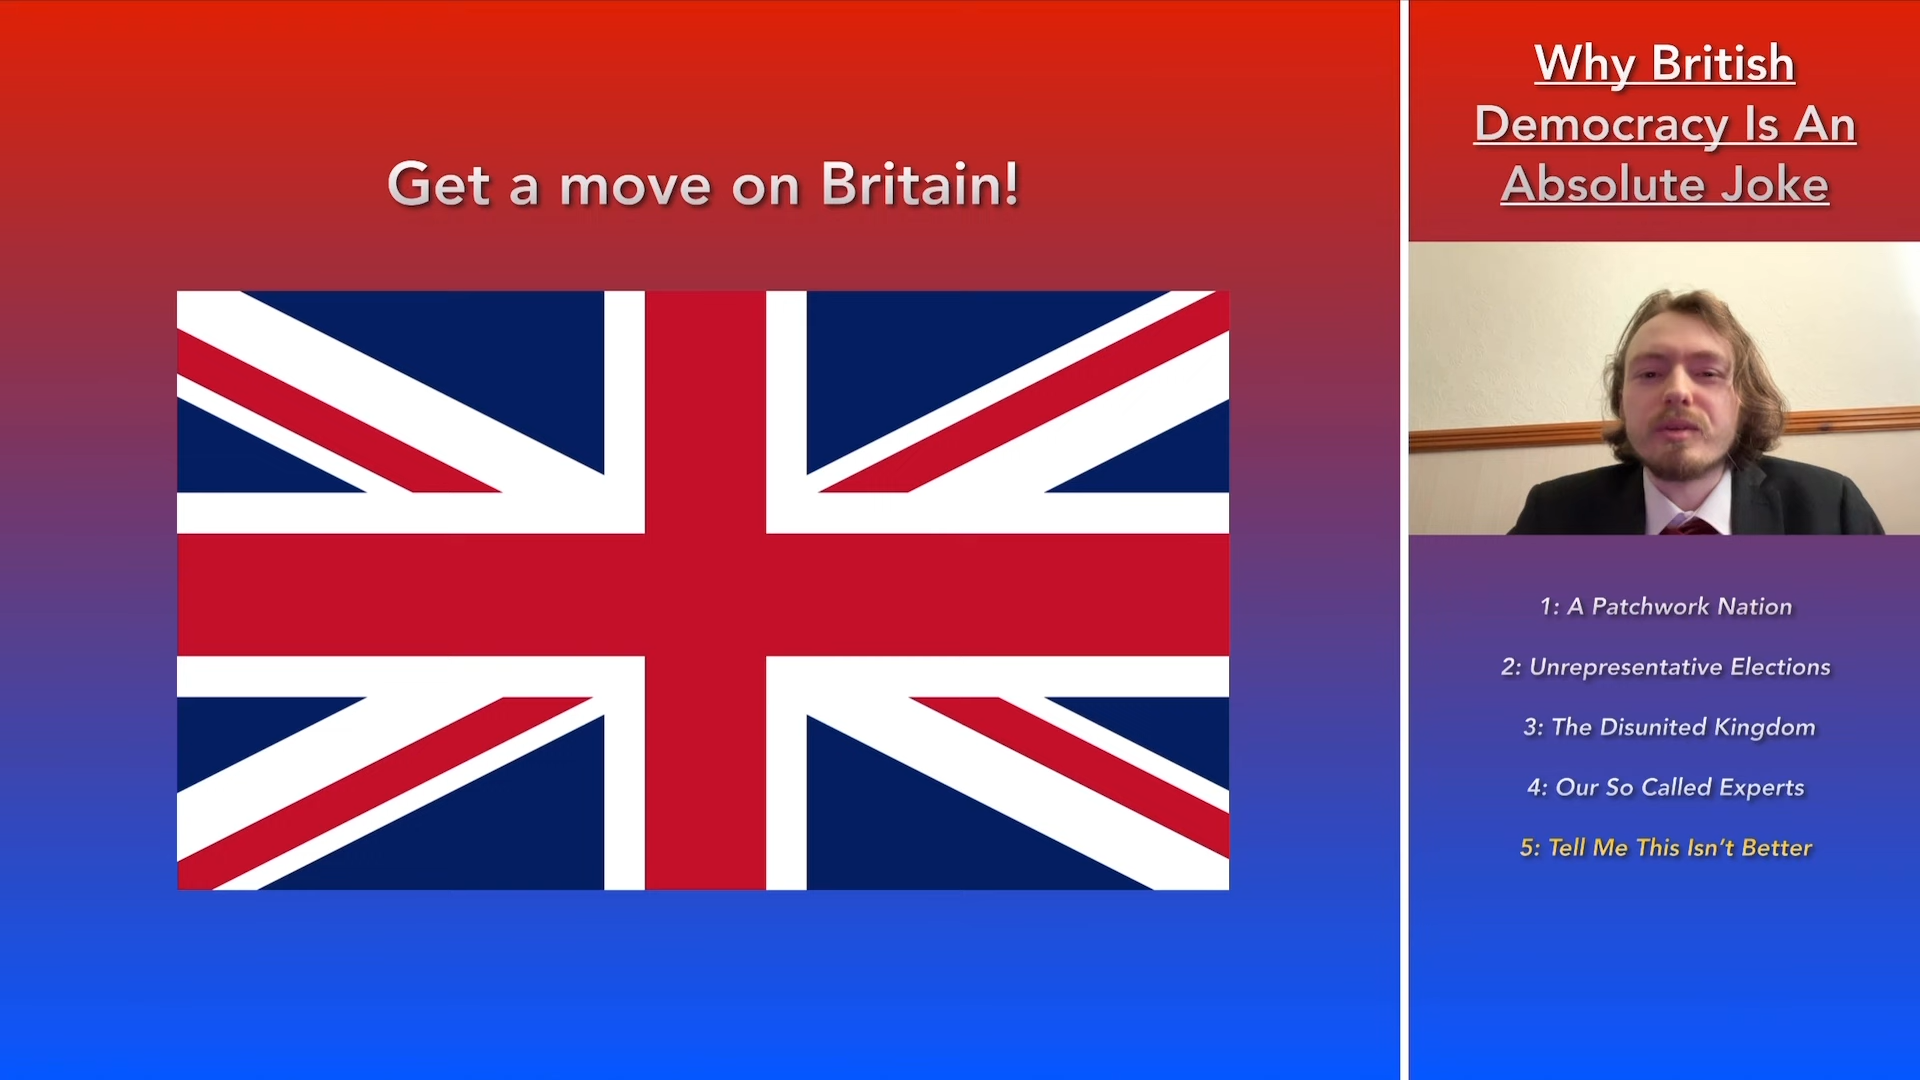 Get a move on Britain!
Why British
Democracy Is An
Absolute Joke
1: A Patchwork Nation
2: Unrepresentative Elections
3: The Disunited Kingdom
4: Our So Called Experts
5: Tell Me This Isn't Better